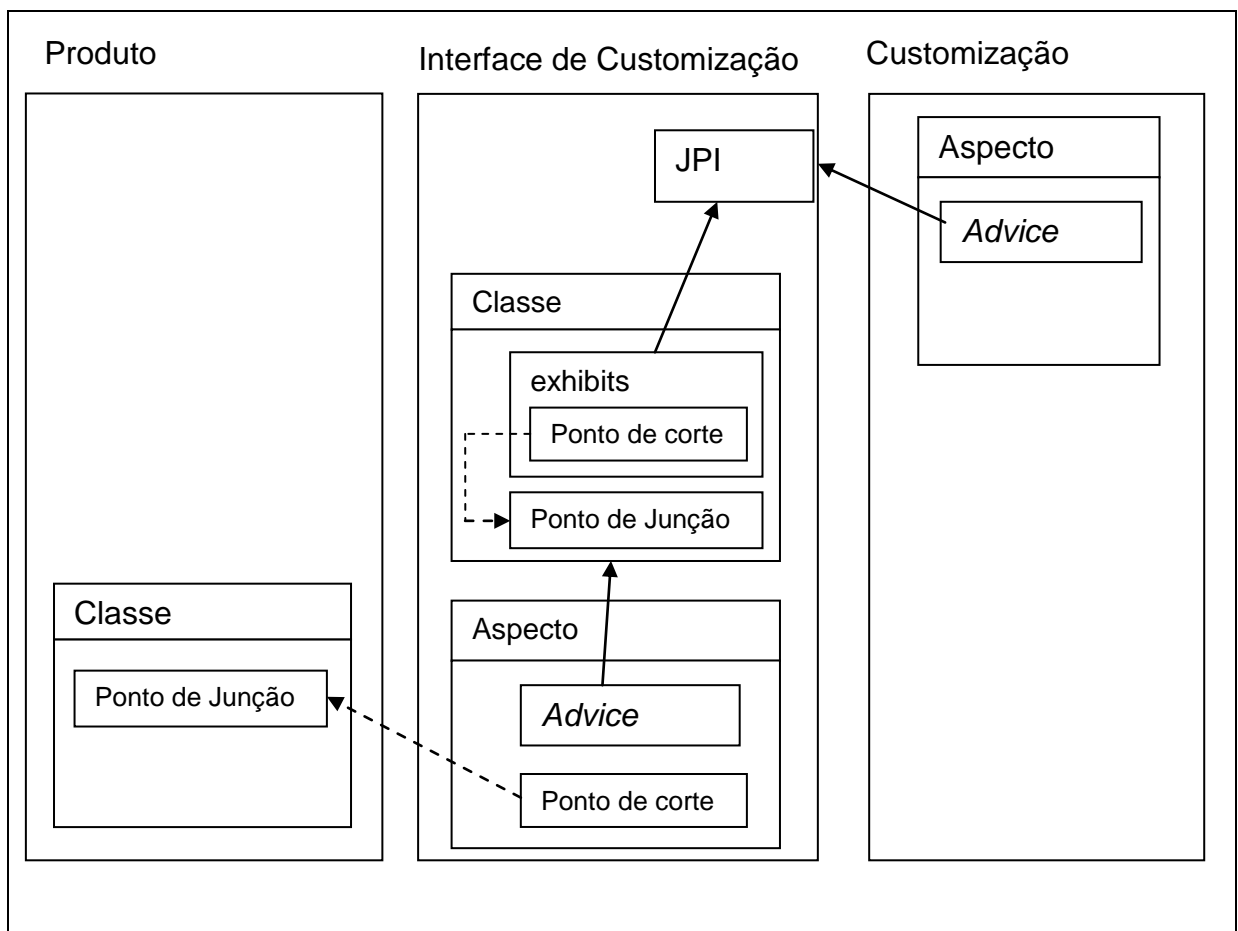 Produto
Interface de Customização
Customização
JPI
Aspecto
Advice
Classe
exhibits
Ponto de corte
Ponto de Junção
Classe
Ponto de Junção
Aspecto
Advice
Ponto de corte